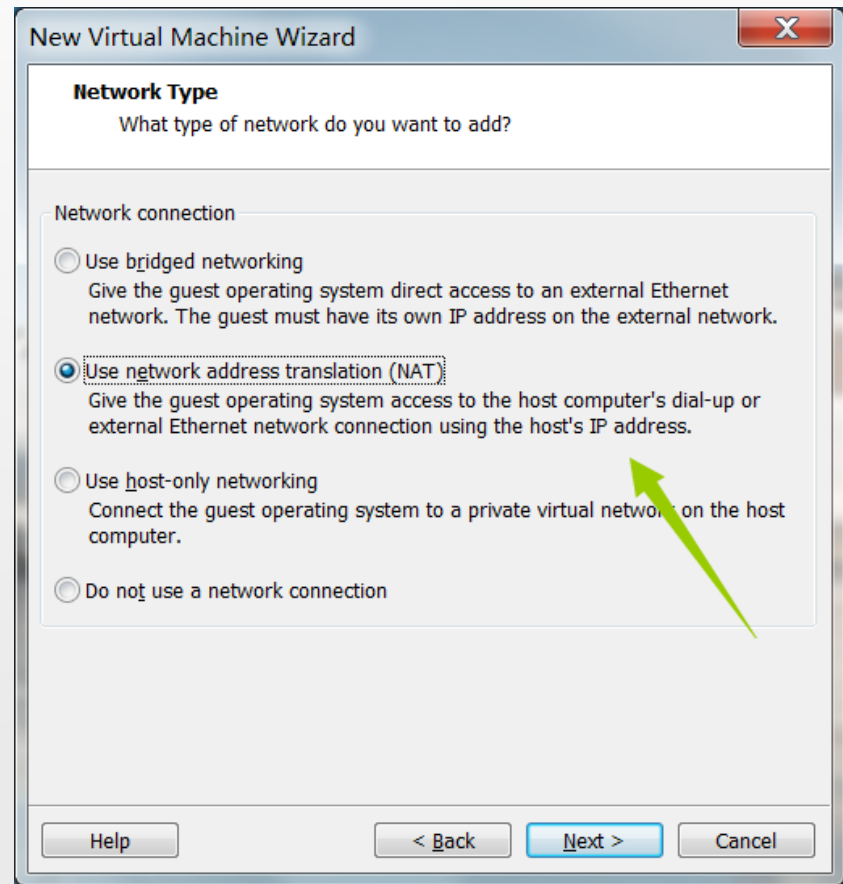 New Virtual Machine Wizard
Network Type
What type of network do you want to add?
Network connection
Use bridged networking
Give the guest operating system direct access to an external Ethernet
network. The guest must have its own IP address on the external network.
Use network address translation (NAT)
Give the guest operating system access to the host computer's dial-up or
external Ethernet network connection using the host's IP address.
Use host-only networking
Connect the guest operating system to a private virtual network on the host
computer.
Do not use a network connection
Help
< Back
Next >
Cancel